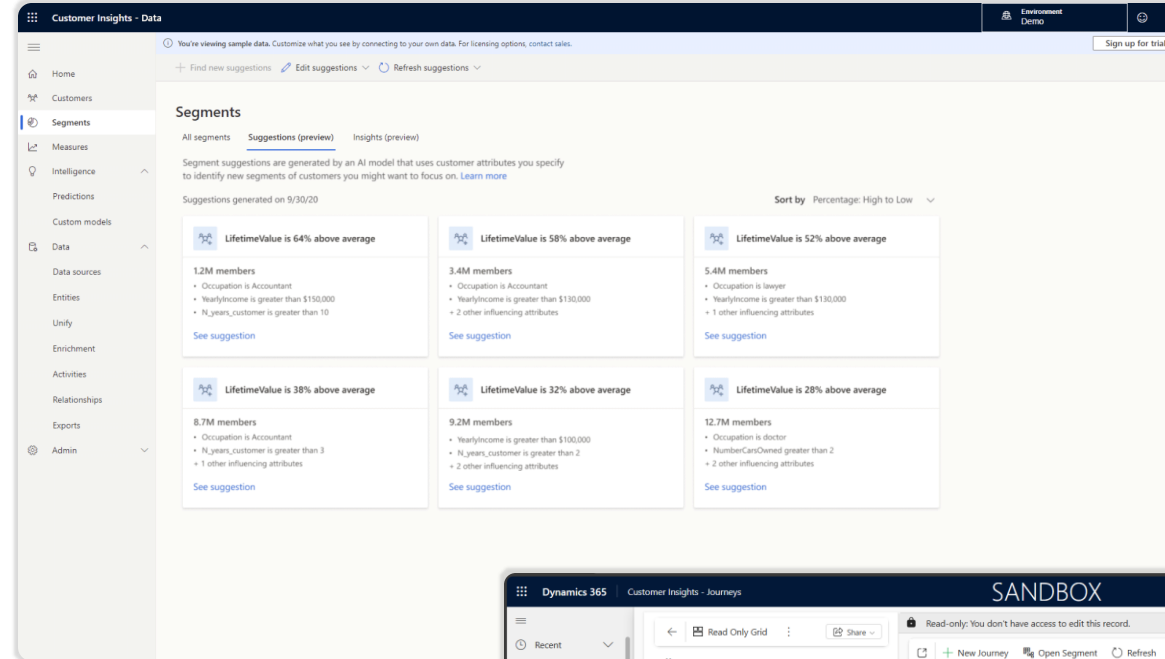 Customer Insights - Data
Environment
Demo
You're viewing sample data. Customize what you see by connecting to your own data. For licensing options, contact sales.
Sign up for trial
Find new suggestions
Edit suggestions
Refresh suggestions
Home
Customers
Segments
Measures
Intelligence
Predictions
Custom models
Data
Data sources
Entities
Unify
Enrichment
Activities
Relationships
Exports
Admin
Segments
All segments
Suggestions (preview)
Insights (preview)
Segment suggestions are generated by an AI model that uses customer attributes you specify
to identify new segments of customers you might want to focus on. Learn more
Suggestions generated on 9/30/20
Sort by Percentage: High to Low
LifetimeValue is 64% above average
1.2M members
• Occupation is Accountant
• YearlyIncome is greater than $150,000
• N_years_customer is greater than 10
See suggestion
LifetimeValue is 58% above average
3.4M members
• Occupation is Accountant
• YearlyIncome is greater than $130,000
+ 2 other influencing attributes
See suggestion
LifetimeValue is 52% above average
5.4M members
• Occupation is lawyer
• YearlyIncome is greater than $130,000
+ 1 other influencing attributes
See suggestion
LifetimeValue is 38% above average
8.7M members
• Occupation is Accountant
• N_years_customer is greater than 3
+ 1 other influencing attributes
See suggestion
LifetimeValue is 32% above average
9.2M members
• YearlyIncome is greater than $100,000
• N_years_customer is greater than 2
+ 2 other influencing attributes
See suggestion
LifetimeValue is 28% above average
12.7M members
• Occupation is doctor
• NumberCarsOwned greater than 2
+ 2 other influencing attributes
See suggestion
Dynamics 365
Customer Insights - Journeys
SANDBOX
Recent
Read Only Grid
Share
Read-only: You don't have access to edit this record.
New Journey
Open Segment
Refresh